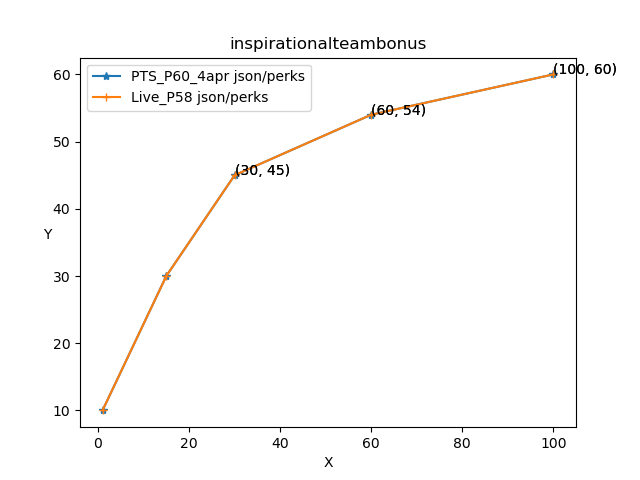 inspirationalteambonus
PTS_P60_4apr json/perks
Live_P58 json/perks
(100, 60)
(60, 54)
(30, 45)
60
50
40
30
20
10
Y
0 20 40 60 80 100
X